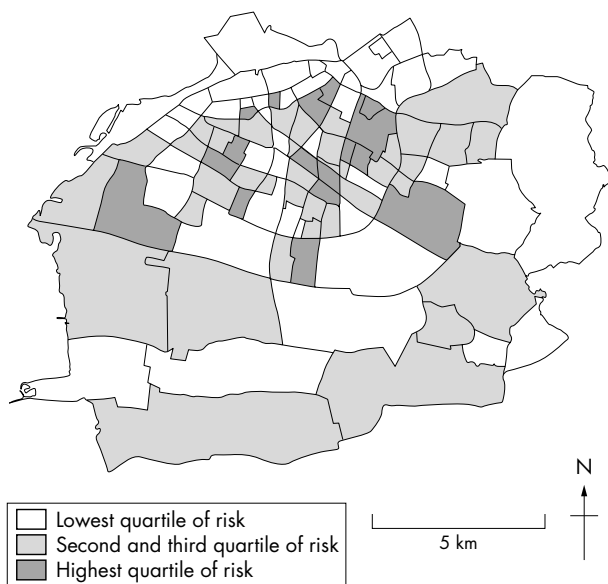 N
Lowest quartile of risk
Second and third quartile of risk
Highest quartile of risk
5 km